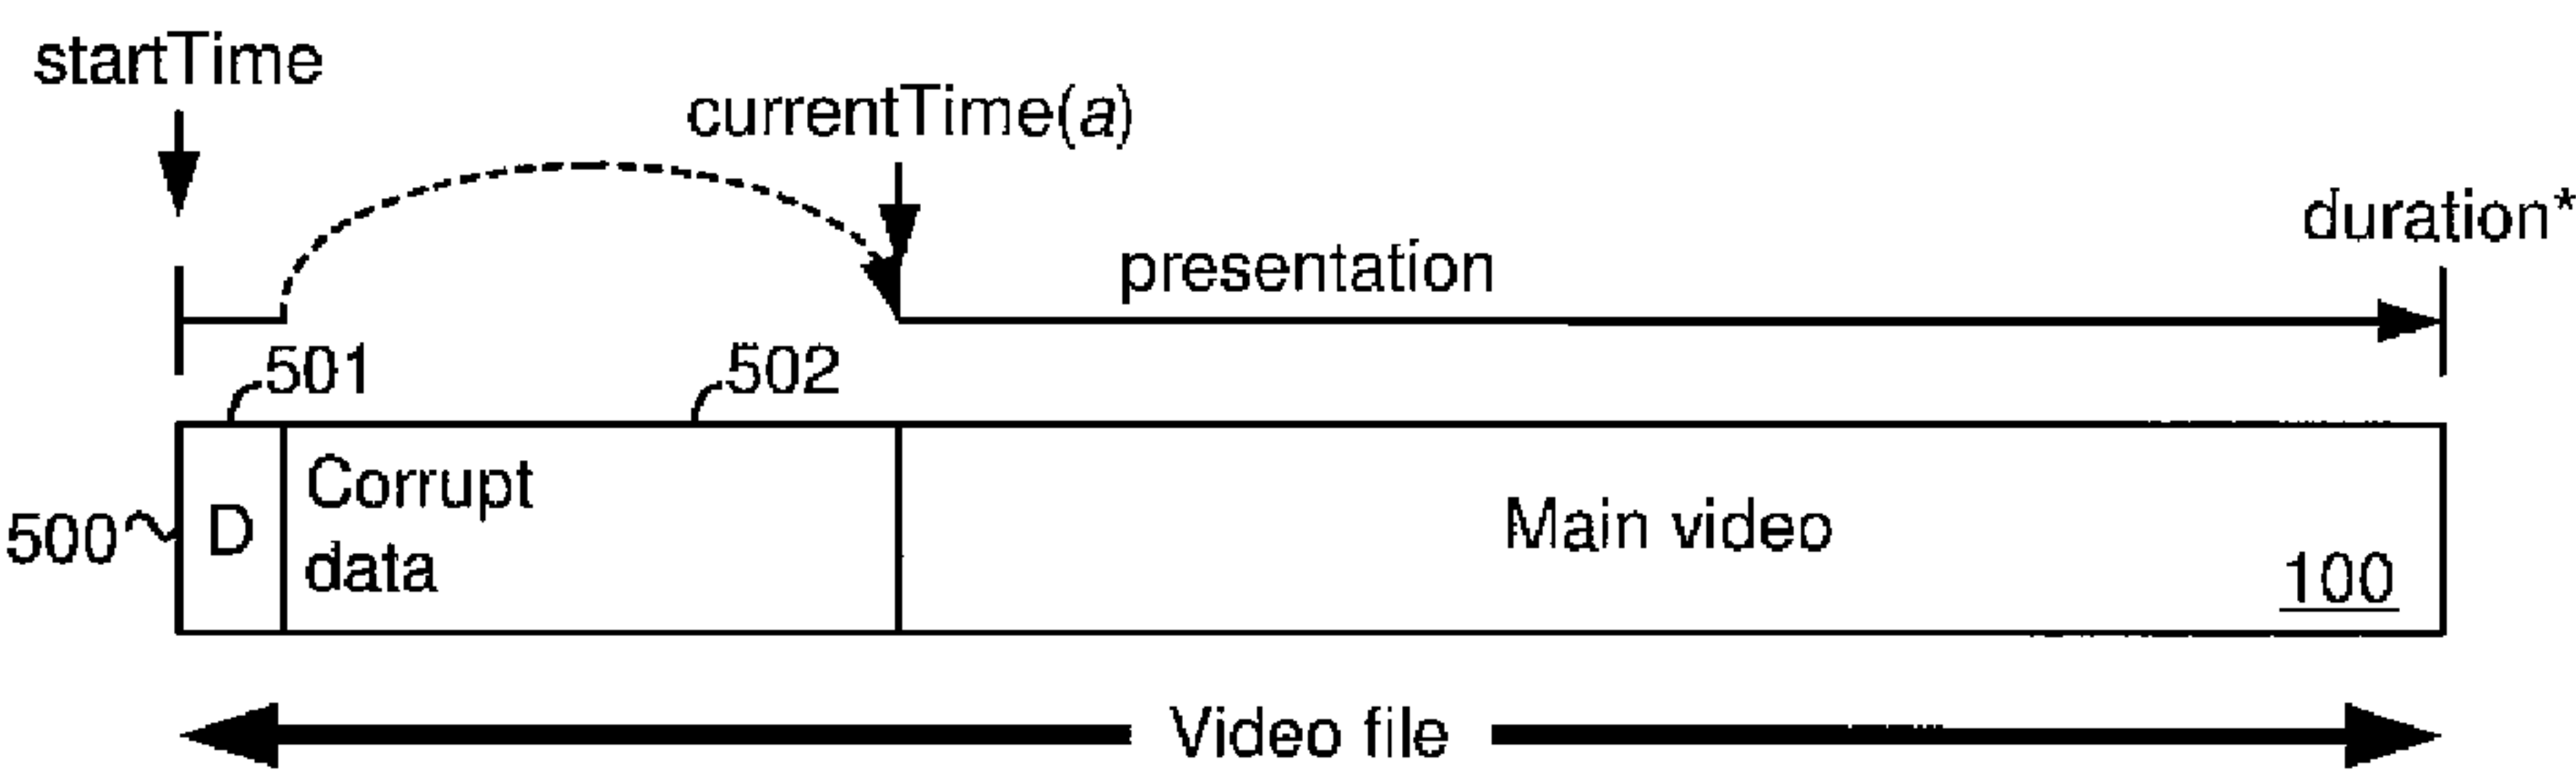 startTime
currentTime(a)
duration*
presentation
501
502
Corrupt
data
500
D
Main video
100
Video file